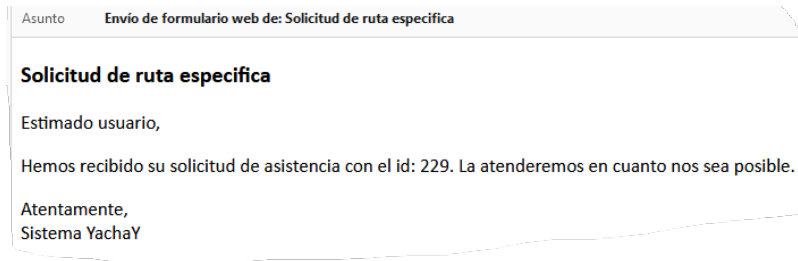 Asunto Envío de formulario web de: Solicitud de ruta especifica
Solicitud de ruta especifica
Estimado usuario,
Hemos recibido su solicitud de asistencia con el id: 229. La atenderemos en cuanto nos sea posible.
Atentamente,
Sistema YachaY